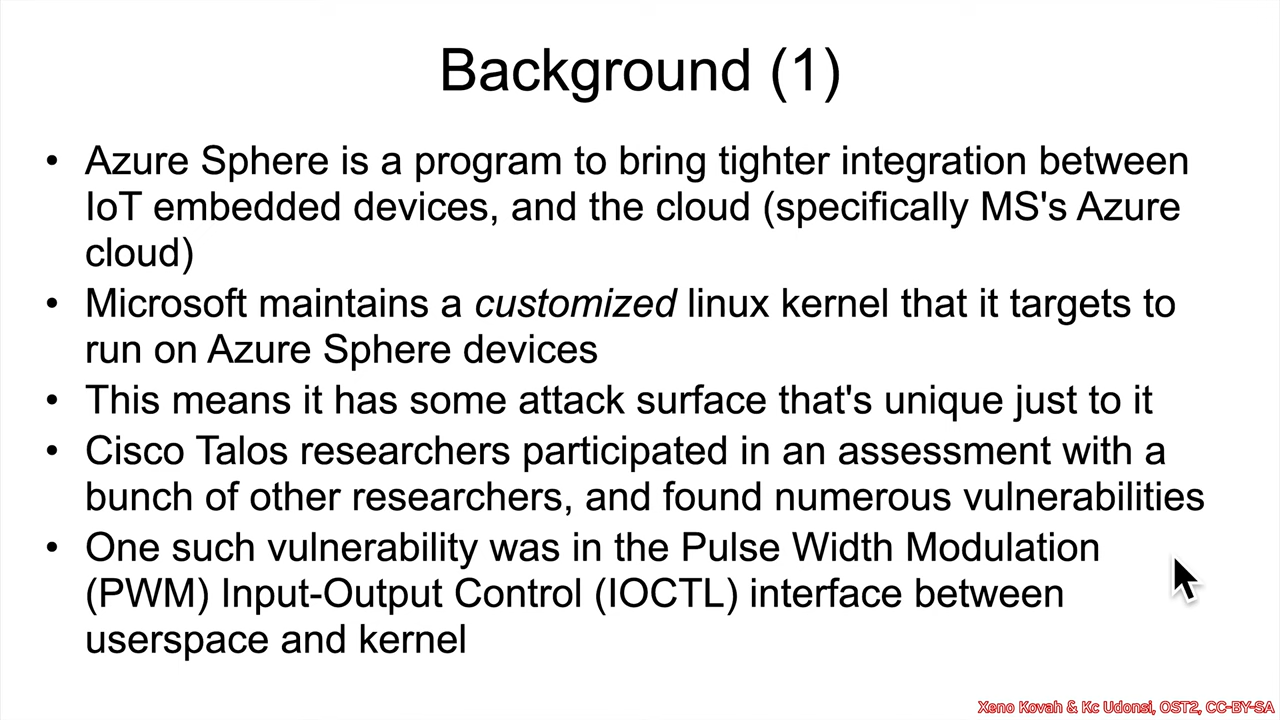 Background (1)
• Azure Sphere is a program to bring tighter integration between
IoT embedded devices, and the cloud (specifically MS's Azure
cloud)
• Microsoft maintains a customized linux kernel that it targets to
run on Azure Sphere devices
• This means it has some attack surface that's unique just to it
• Cisco Talos researchers participated in an assessment with a
bunch of other researchers, and found numerous vulnerabilities
• One such vulnerability was in the Pulse Width Modulation
(PWM) Input-Output Control (IOCTL) interface between
userspace and kernel
Xeno Kovah & Kc Udonsi, OST2, CC-BY-SA